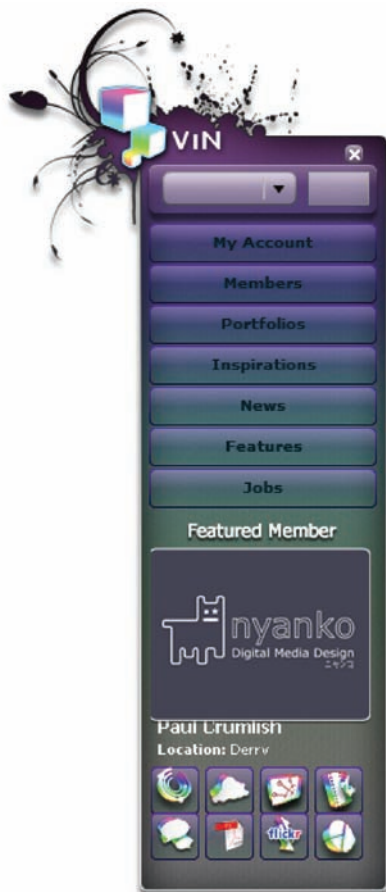 ViN
My Account
Members
Portfolios
Inspirations
News
Features
Jobs
Featured Member
nyanko
Digital Media Design
ニャンコ
Paul Crumlish
Location: Derry
flickr